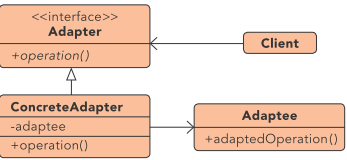 <<interface>>
Adapter
+operation()
Client
ConcreteAdapter
-adaptee
+operation()
Adaptee
+adaptedOperation()